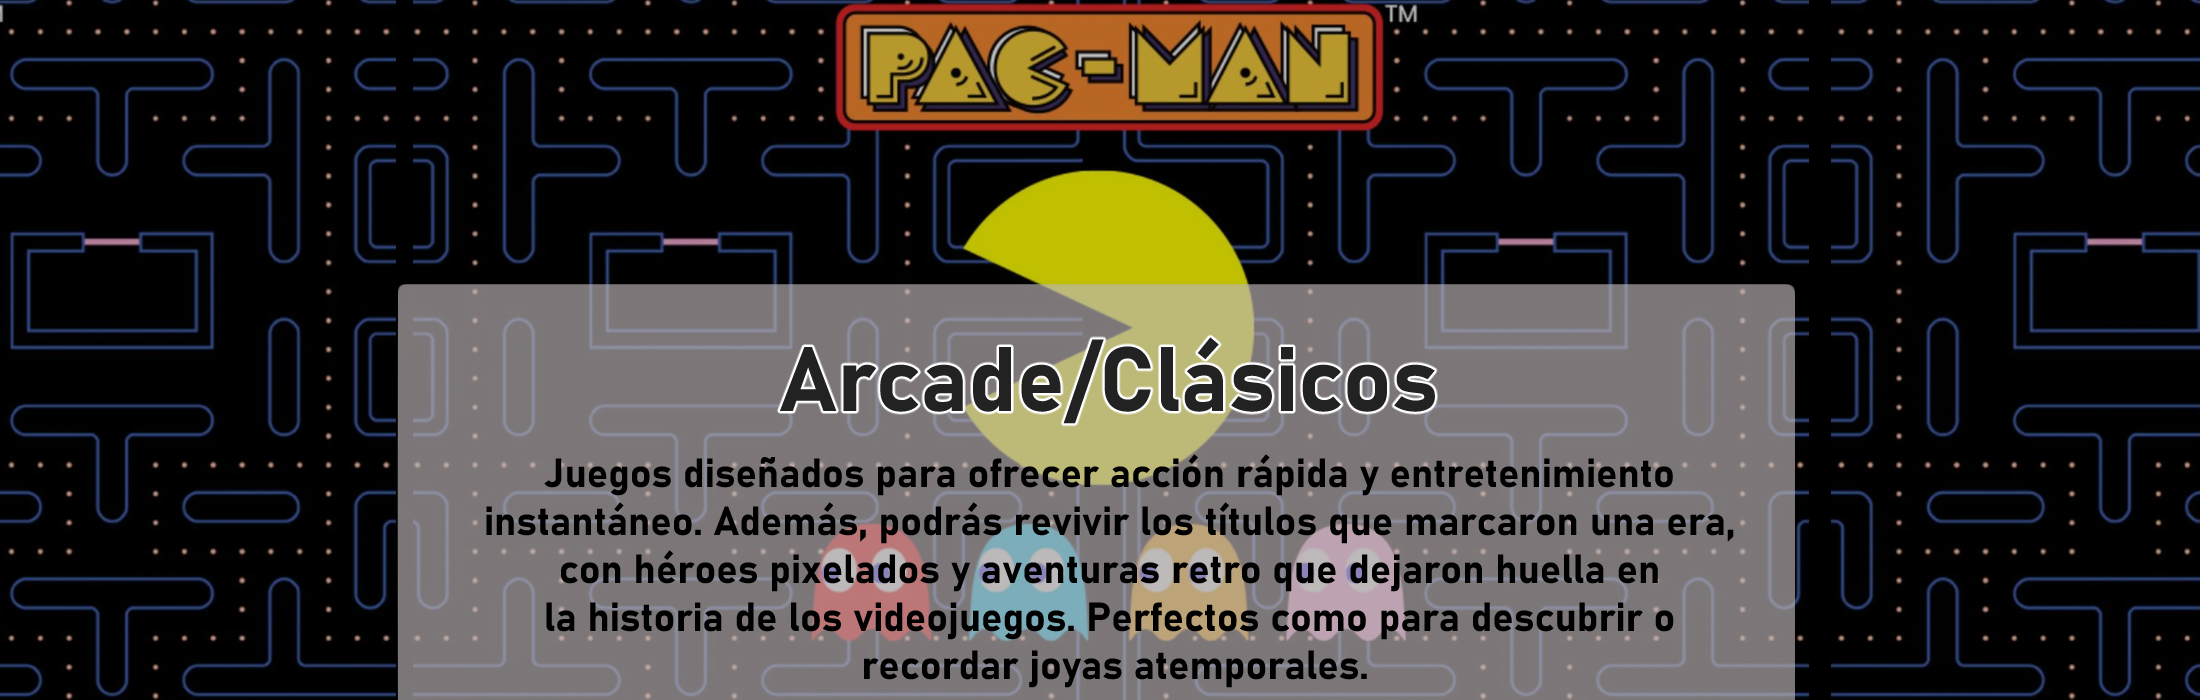 PAC-MAN TM
Arcade/Clásicos
Juegos diseñados para ofrecer acción rápida y entretenimiento
instantáneo. Además, podrás revivir los títulos que marcaron una era,
con héroes pixelados y aventuras retro que dejaron huella en
la historia de los videojuegos. Perfectos como para descubrir o
recordar joyas atemporales.